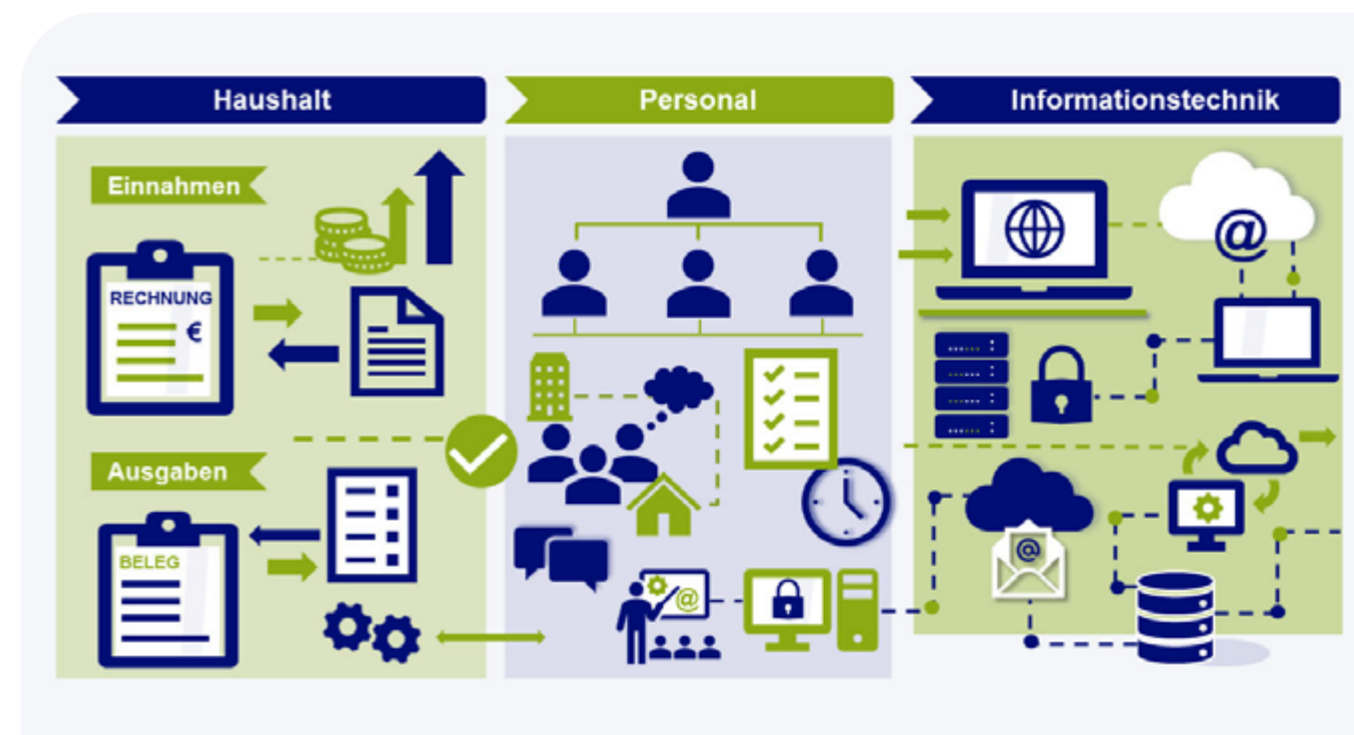 Haushalt
Personal
Informationstechnik
Einnahmen
RECHNUNG
€
Ausgaben
BELEG
@
@
@